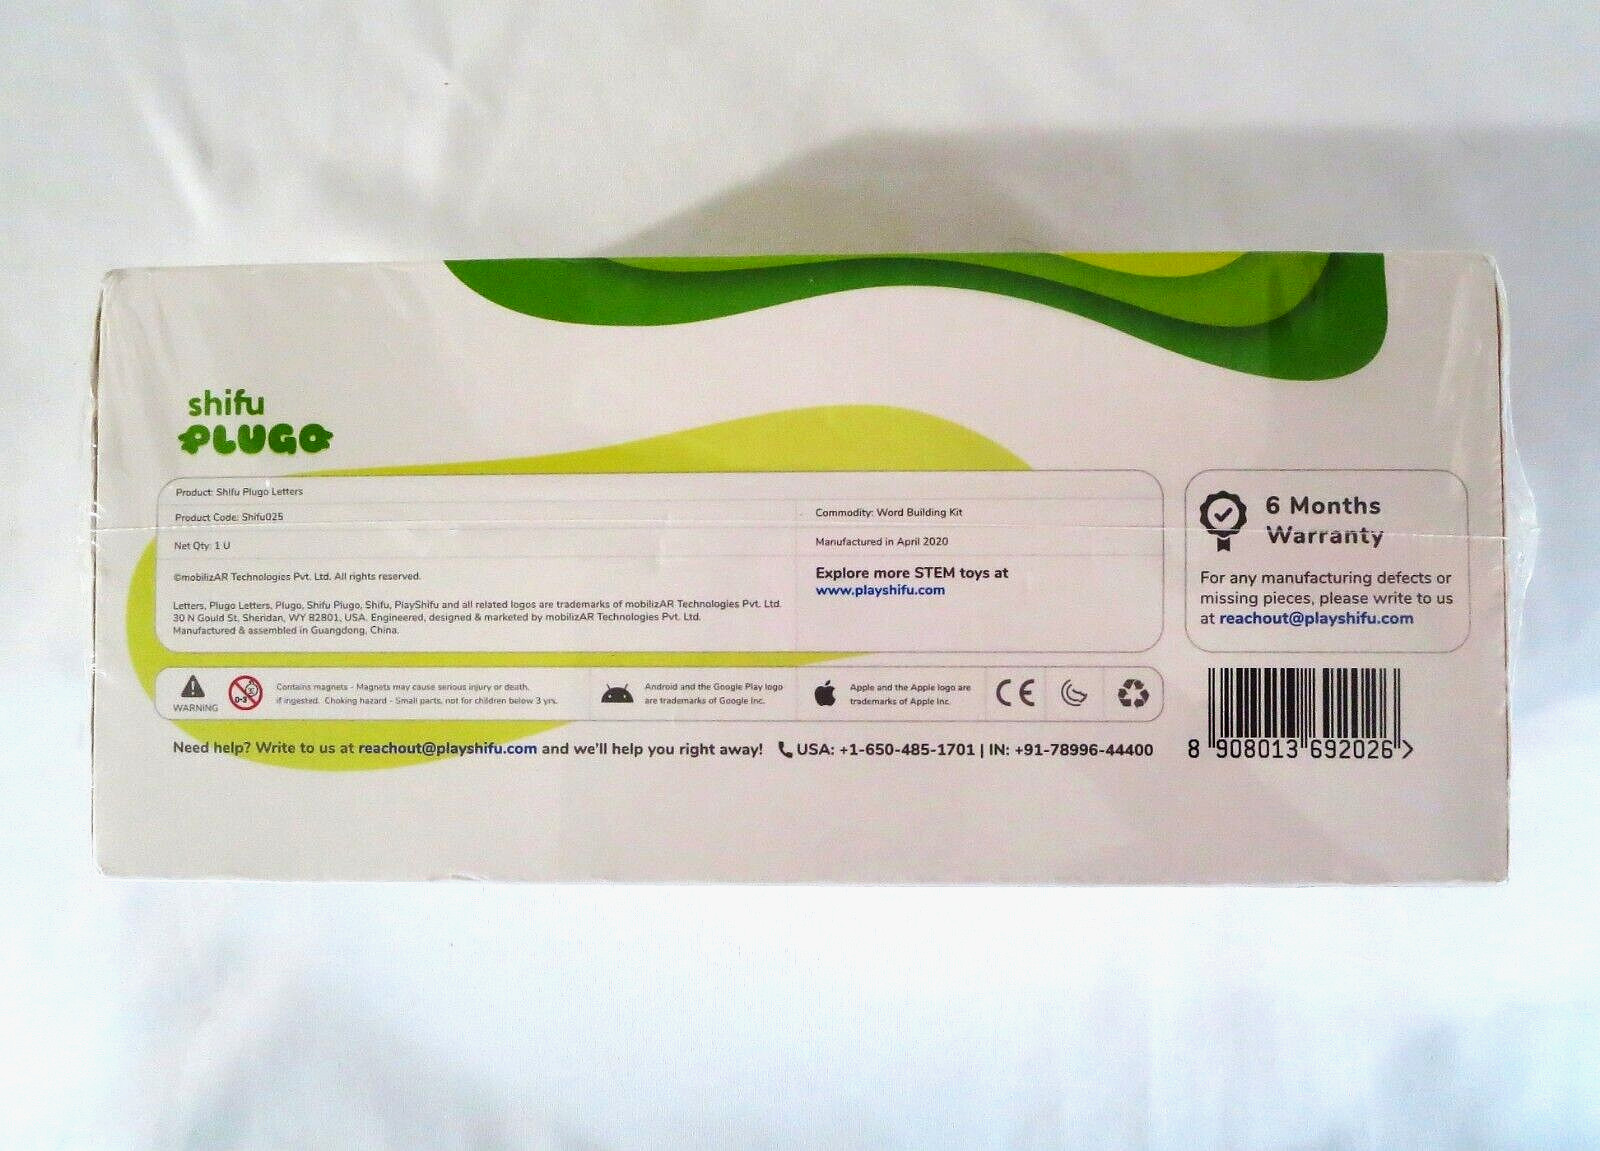 shifu
PLUGO
Product: Shifu Plugo Letters
Product Code: Shifu025
Net Qty: 1 U
Commodity: Word Building Kit
Manufactured in April 2020
©mobilizAR Technologies Pvt. Ltd. All rights reserved.
Letters, Plugo Letters, Plugo, Shifu Plugo, Shifu, PlayShifu and all related logos are trademarks of mobilizAR Technologies Pvt. Ltd.
30 N Gould St, Sheridan, WY 82801, USA. Engineered, designed & marketed by mobilizAR Technologies Pvt. Ltd.
Manufactured & assembled in Guangdong, China.
Explore more STEM toys at
www.playshifu.com
6 Months
Warranty
For any manufacturing defects or
missing pieces, please write to us
at reachout@playshifu.com
WARNING
0-3
Contains magnets - Magnets may cause serious injury or death.
if ingested. Choking hazard - Small parts, not for children below 3 yrs.
Android and the Google Play logo
are trademarks of Google Inc.
Apple and the Apple logo are
trademarks of Apple Inc.
CE
Need help? Write to us at reachout@playshifu.com and we'll help you right away! USA: +1-650-485-1701 | IN: +91-78996-44400
8 908013 692026 >